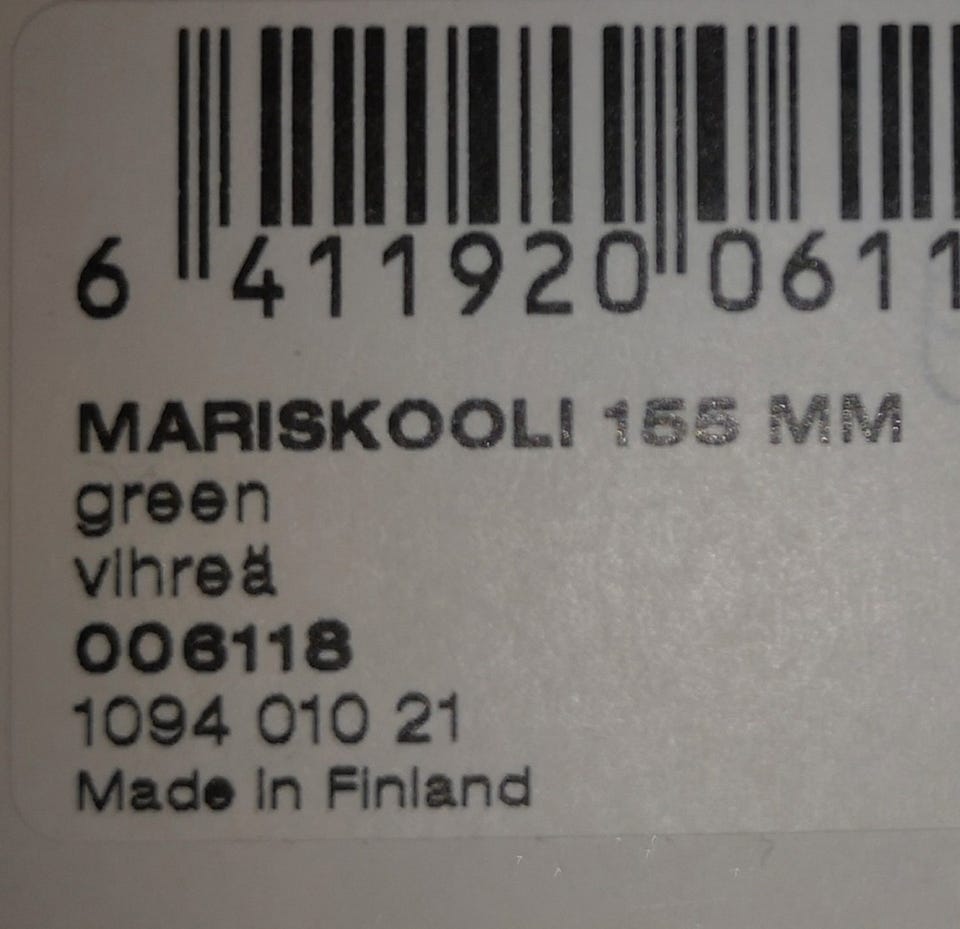 6 411920 0611
MARISKOOLI 155 MM
green
vihreä
006118
1094 010 21
Made in Finland